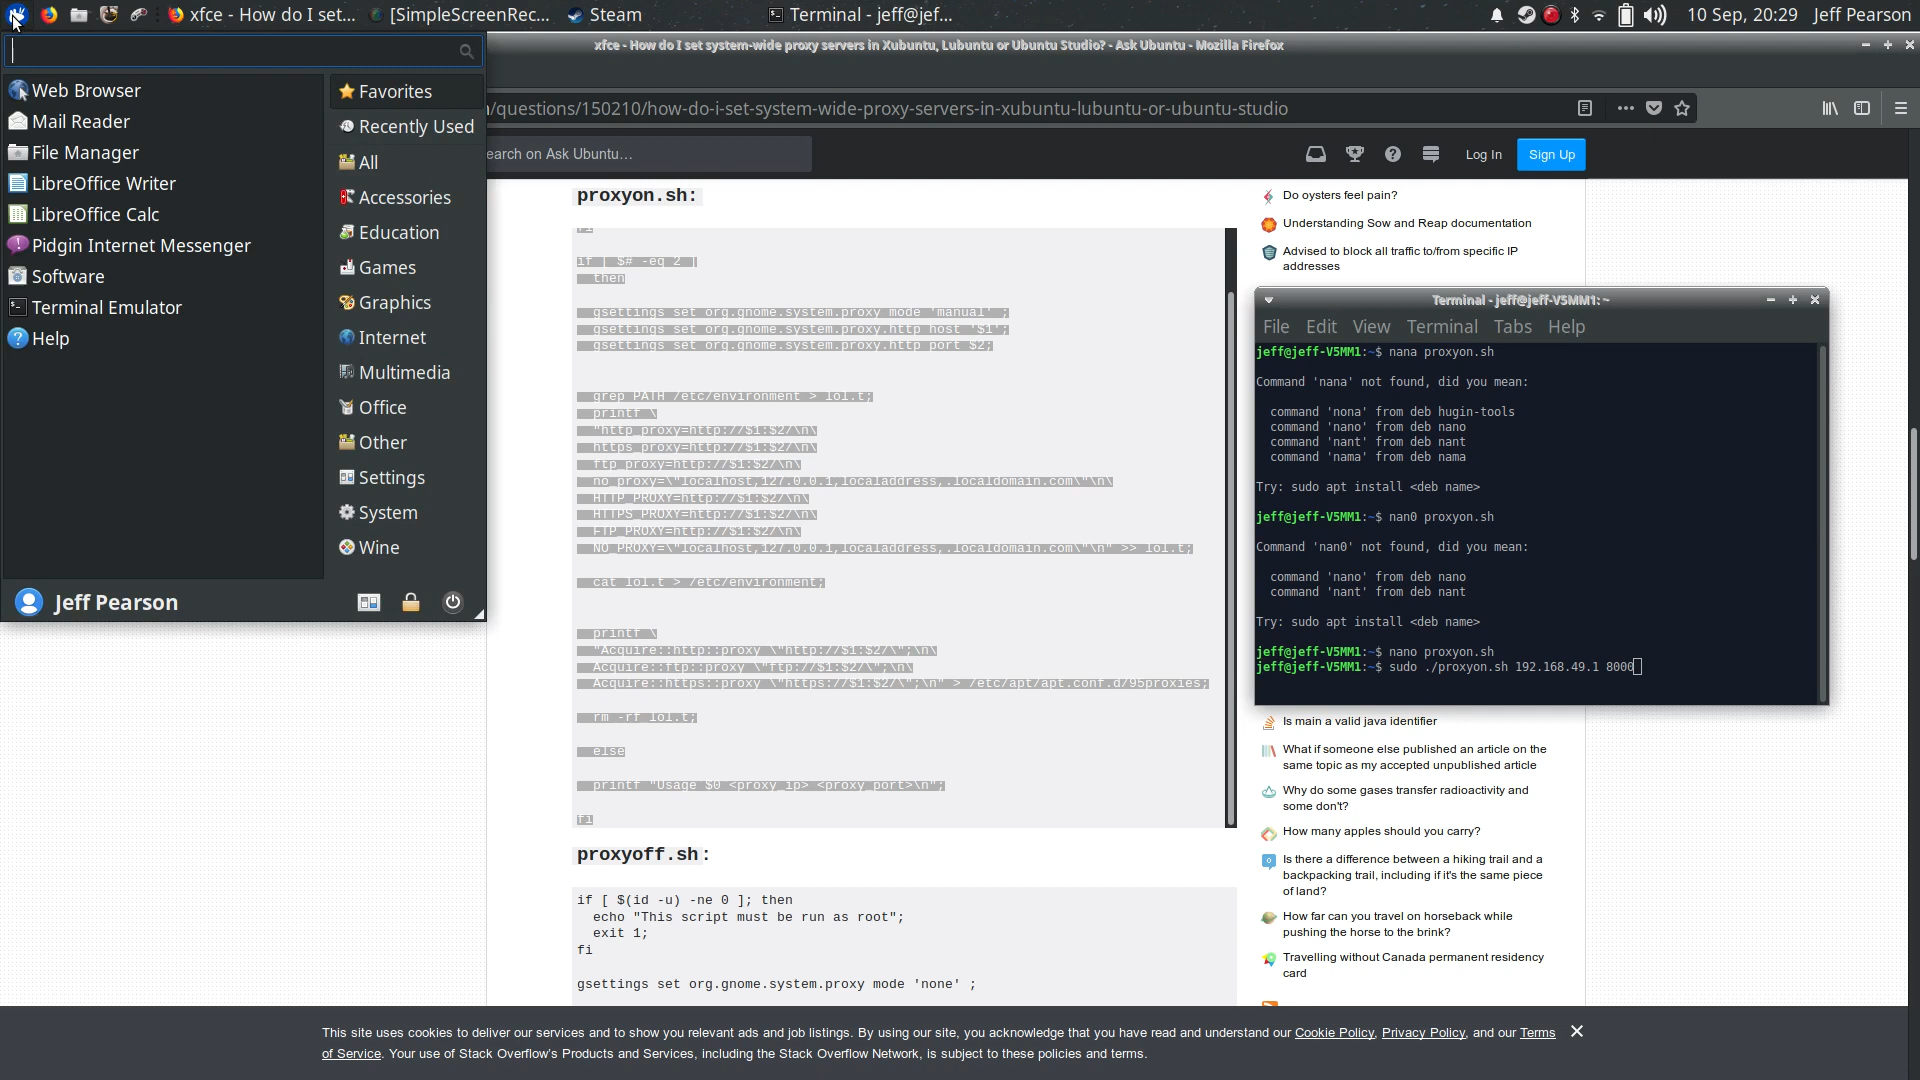 xfce - How do I set...
[SimpleScreenRec...
Steam
Terminal - jeff@jef...
10 Sep, 20:29
Jeff Pearson
xfce - How do I set system-wide proxy servers in Xubuntu, Lubuntu or Ubuntu Studio? - Ask Ubuntu - Mozilla Firefox
Web Browser
Mail Reader
File Manager
LibreOffice Writer
LibreOffice Calc
Pidgin Internet Messenger
Software
Terminal Emulator
Help
Favorites
Recently Used
All
Accessories
Education
Games
Graphics
Internet
Multimedia
Office
Other
Settings
System
Wine
Jeff Pearson
/questions/150210/how-do-i-set-system-wide-proxy-servers-in-xubuntu-lubuntu-or-ubuntu-studio
earch on Ask Ubuntu...
Log In
Sign Up
proxyon.sh:
fi
if [ $# -eq 2 ]
then
gsettings set org.gnome.system.proxy mode 'manual' ;
gsettings set org.gnome.system.proxy.http host '$1';
gsettings set org.gnome.system.proxy.http port $2;
grep PATH /etc/environment > lol.t;
printf \
"http_proxy=http://$1:$2/\n\
https_proxy=http://$1:$2/\n\
ftp_proxy=http://$1:$2/\n\
no_proxy=\"localhost,127.0.0.1,localaddress,.localdomain.com\"\n\
HTTP_PROXY=http://$1:$2/\n\
HTTPS_PROXY=http://$1:$2/\n\
FTP_PROXY=http://$1:$2/\n\
NO_PROXY=\"localhost,127.0.0.1,localaddress,.localdomain.com\"\n" >> lol.t;
cat lol.t > /etc/environment;
printf \
"Acquire::http::proxy \"http://$1:$2/\";\n\
Acquire::ftp::proxy \"ftp://$1:$2/\";\n\
Acquire::https::proxy \"https://$1:$2/\";\n" > /etc/apt/apt.conf.d/95proxies;
rm -rf lol.t;
else
printf "Usage $0 <proxy_ip> <proxy_port>\n";
fi
proxyoff.sh:
if [ $(id -u) -ne 0 ]; then
echo "This script must be run as root";
exit 1;
fi
gsettings set org.gnome.system.proxy mode 'none' ;
Do oysters feel pain?
Understanding Sow and Reap documentation
Advised to block all traffic to/from specific IP
addresses
Terminal - jeff@jeff-V5MM1: ~
File Edit View Terminal Tabs Help
jeff@jeff-V5MM1:~$ nana proxyon.sh
Command 'nana' not found, did you mean:
command 'nona' from deb hugin-tools
command 'nano' from deb nano
command 'nant' from deb nant
command 'nama' from deb nama
Try: sudo apt install <deb name>
jeff@jeff-V5MM1:~$ nan0 proxyon.sh
Command 'nan0' not found, did you mean:
command 'nano' from deb nano
command 'nant' from deb nant
Try: sudo apt install <deb name>
jeff@jeff-V5MM1:~$ nano proxyon.sh
jeff@jeff-V5MM1:~$ sudo ./proxyon.sh 192.168.49.1 8000
Is main a valid java identifier
What if someone else published an article on the
same topic as my accepted unpublished article
Why do some gases transfer radioactivity and
some don't?
How many apples should you carry?
Is there a difference between a hiking trail and a
backpacking trail, including if it's the same piece
of land?
How far can you travel on horseback while
pushing the horse to the brink?
Travelling without Canada permanent residency
card
This site uses cookies to deliver our services and to show you relevant ads and job listings. By using our site, you acknowledge that you have read and understand our Cookie Policy, Privacy Policy, and our Terms
of Service. Your use of Stack Overflow's Products and Services, including the Stack Overflow Network, is subject to these policies and terms.